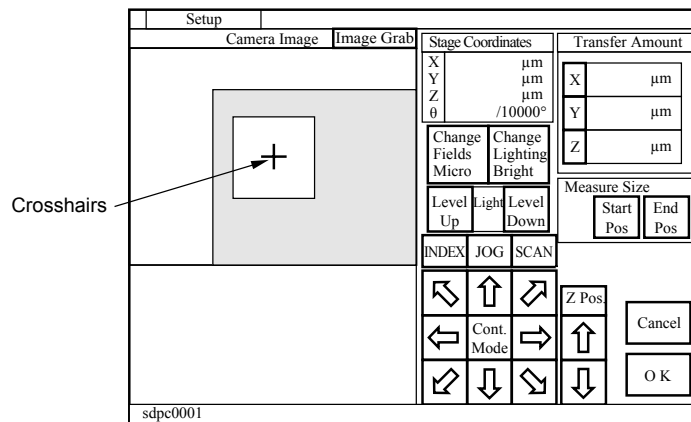 Setup
Camera Image Image Grab
Stage Coordinates
X µm
Y µm
Z µm
θ /10000°
Transfer Amount
X µm
Y µm
Z µm
Change
Fields
Micro
Change
Lighting
Bright
Level
Up
Light
Level
Down
Measure Size
Start
Pos
End
Pos
INDEX JOG SCAN
Cont.
Mode
Z Pos.
Cancel
O K
Crosshairs
sdpc0001